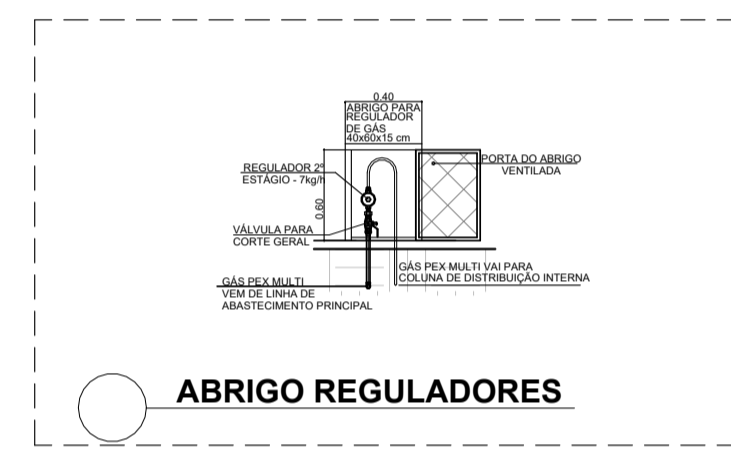 0.40
ABRIGO PARA
REGULADOR
DE GÁS
40x60x15 cm
REGULADOR 2º
ESTÁGIO - 7kg/h
0.60
PORTA DO ABRIGO
VENTILADA
VÁLVULA PARA
CORTE GERAL
GÁS PEX MULTI
VEM DE LINHA DE
ABASTECIMENTO PRINCIPAL
GÁS PEX MULTI VAI PARA
COLUNA DE DISTRIBUIÇÃO INTERNA
ABRIGO REGULADORES